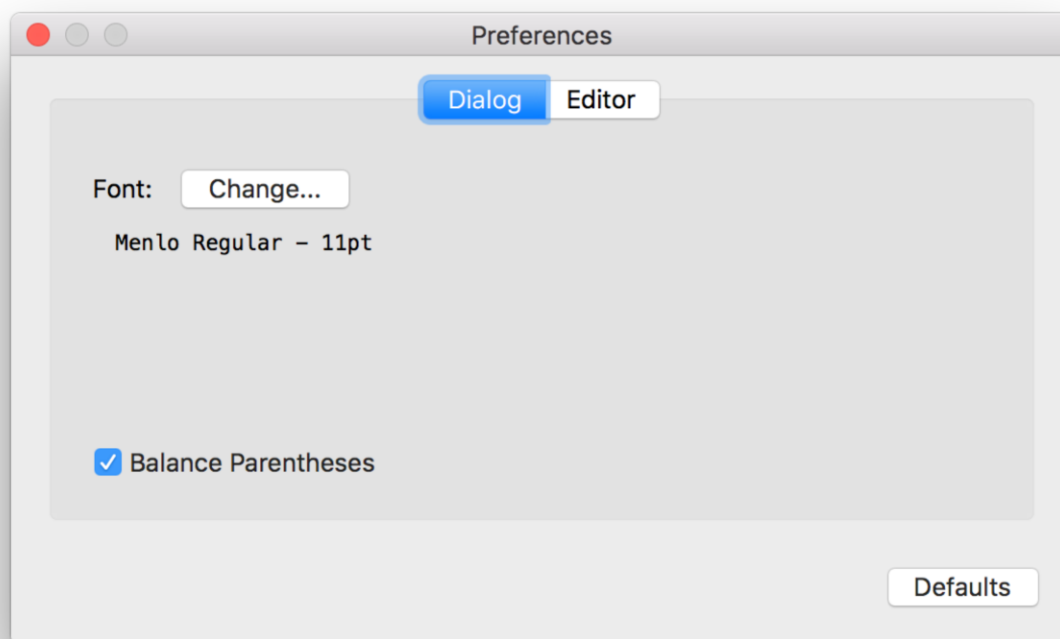 Preferences
Dialog Editor
Font: Change...
Menlo Regular – 11pt
Balance Parentheses
Defaults